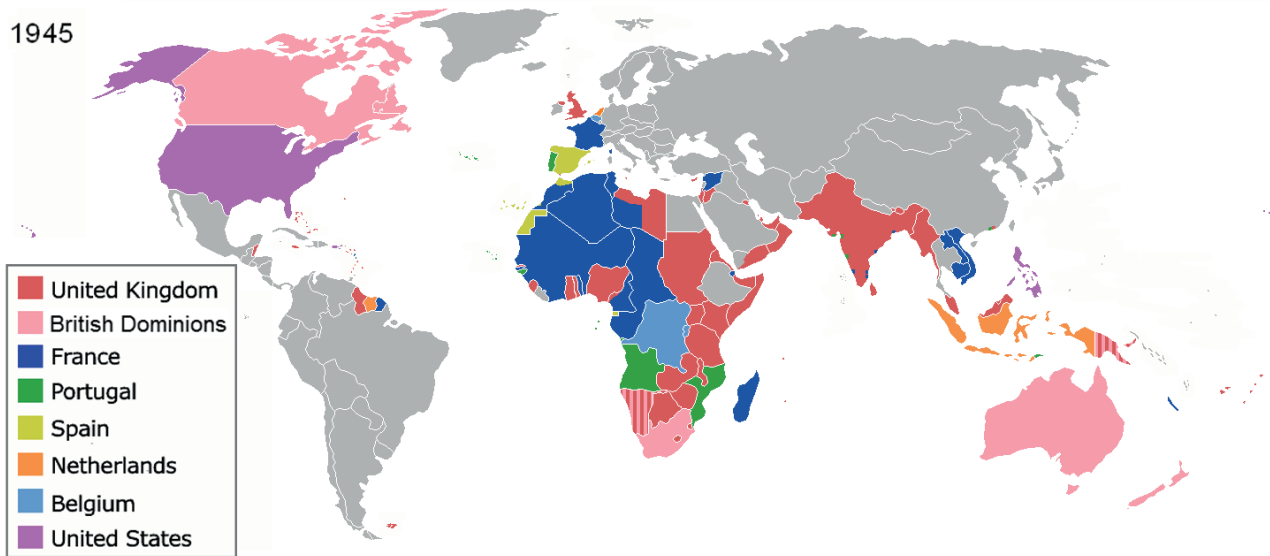 1945
United Kingdom
British Dominions
France
Portugal
Spain
Netherlands
Belgium
United States